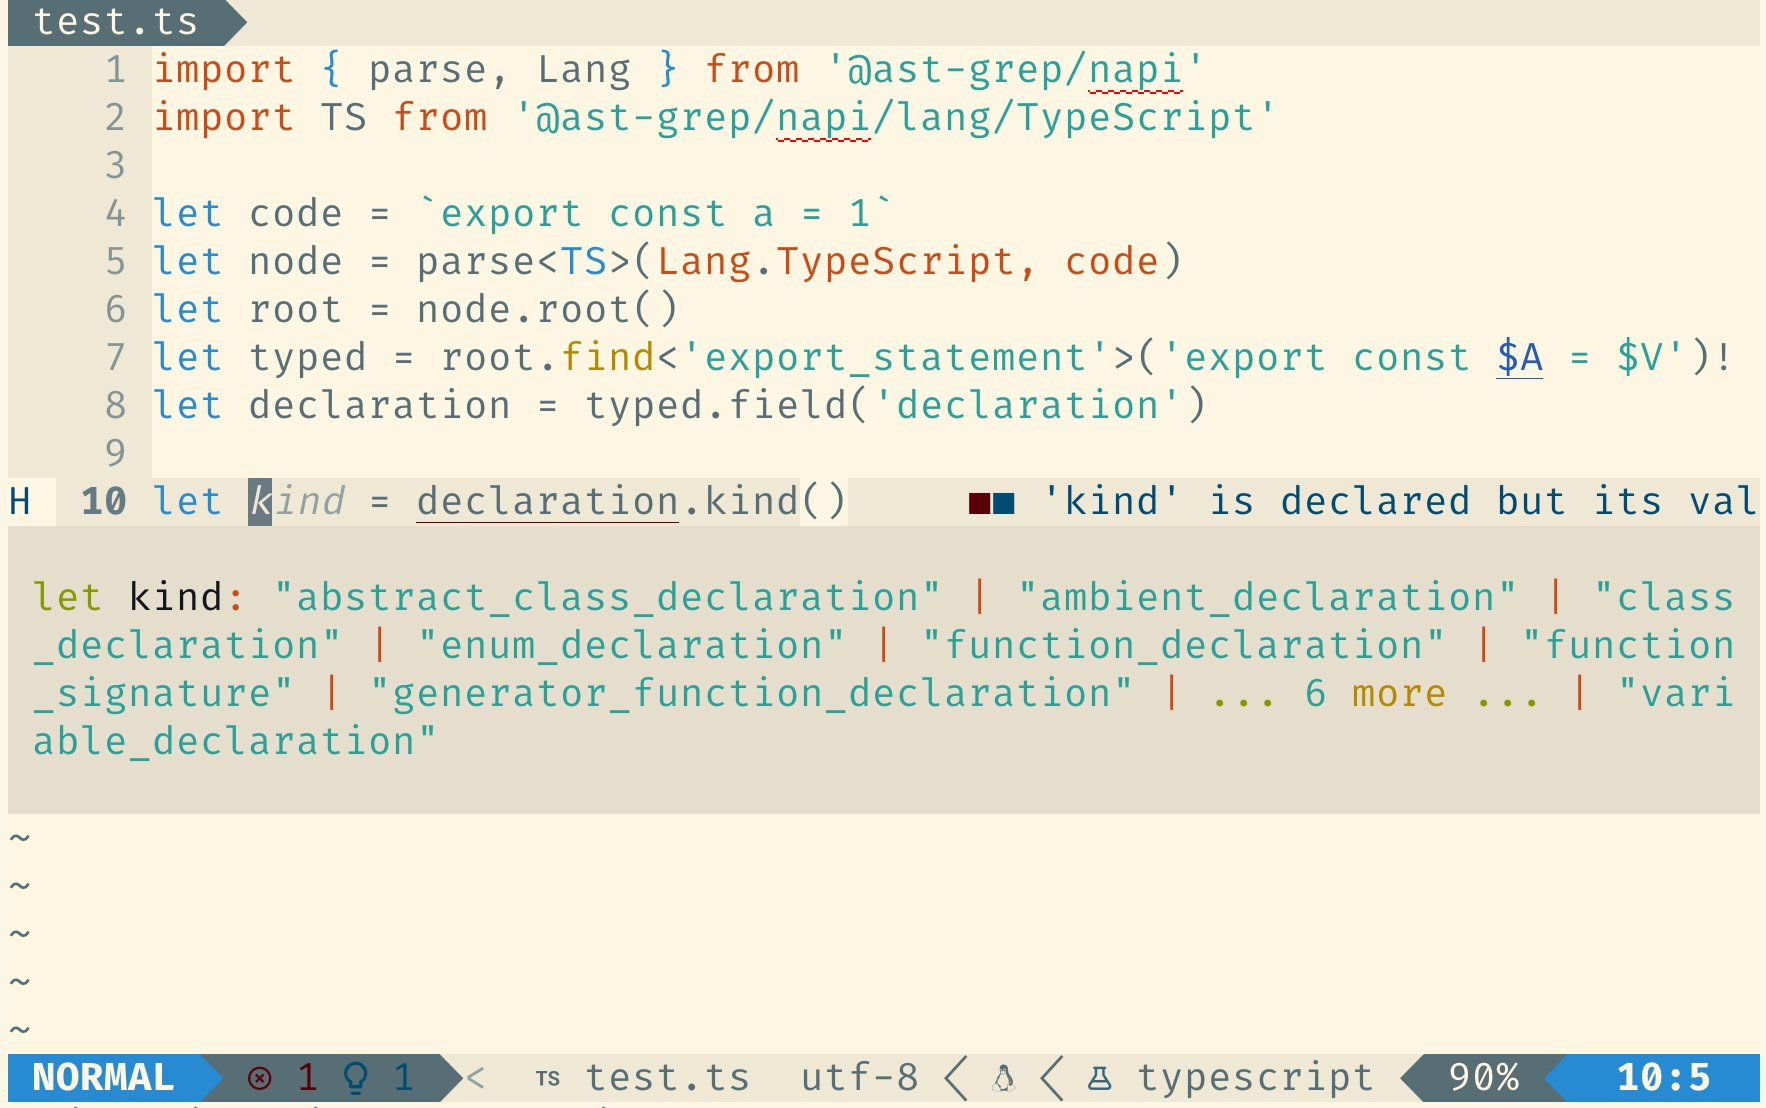 test.ts
1 import { parse, Lang } from '@ast-grep/napi'
2 import TS from '@ast-grep/napi/lang/TypeScript'
3
4 let code = `export const a = 1`
5 let node = parse<TS>(Lang.TypeScript, code)
6 let root = node.root()
7 let typed = root.find<'export_statement'>('export const $A = $V')!
8 let declaration = typed.field('declaration')
9
H 10 let kind = declaration.kind() ■■ 'kind' is declared but its val
let kind: "abstract_class_declaration" | "ambient_declaration" | "class
_declaration" | "enum_declaration" | "function_declaration" | "function
_signature" | "generator_function_declaration" | ... 6 more ... | "vari
able_declaration"
~
~
~
~
~
NORMAL 1 1 < TS test.ts utf-8 typescript 90% 10:5